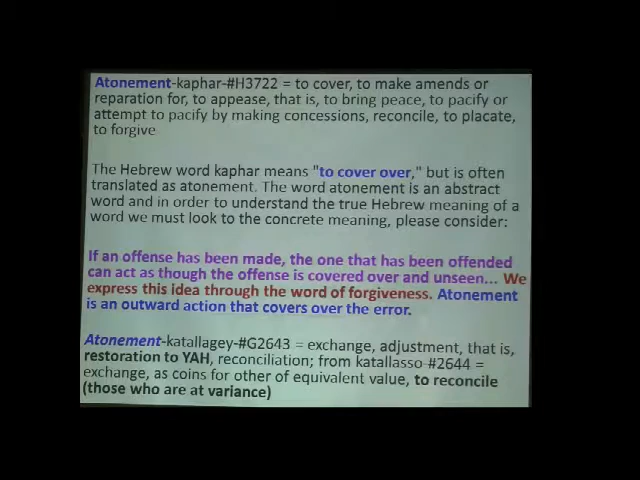 Atonement-kaphar-#H3722 = to cover, to make amends or
reparation for, to appease, that is, to bring peace, to pacify or
attempt to pacify by making concessions, reconcile, to placate,
to forgive
The Hebrew word kaphar means "to cover over," but is often
translated as atonement. The word atonement is an abstract
word and in order to understand the true Hebrew meaning of a
word we must look to the concrete meaning, please consider:
If an offense has been made, the one that has been offended
can act as though the offense is covered over and unseen... We
express this idea through the word of forgiveness. Atonement
is an outward action that covers over the error.
Atonement-katallagey-#G2643 = exchange, adjustment, that is,
restoration to YAH, reconciliation; from katallasso-#2644 =
exchange, as coins for other of equivalent value, to reconcile
(those who are at variance)